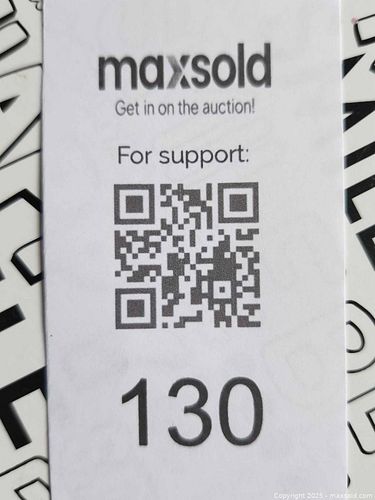 maxsold
Get in on the auction!
For support:
130
Copyright 2025 - maxsold.com